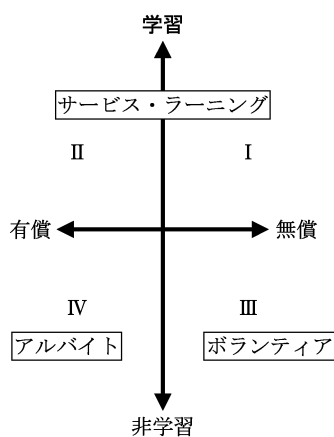 学習
サービス・ラーニング
Ⅱ Ⅰ
有償 無償
Ⅳ Ⅲ
アルバイト ボランティア
非学習